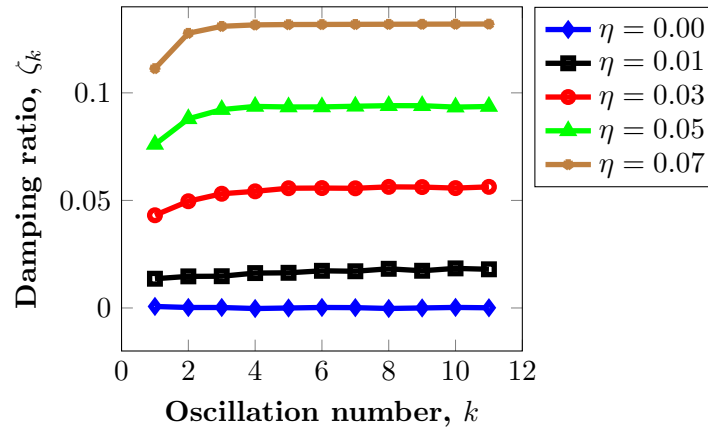 Damping ratio, ζₖ
0.1
0.05
0
0 2 4 6 8 10 12
Oscillation number, k
η = 0.00
η = 0.01
η = 0.03
η = 0.05
η = 0.07